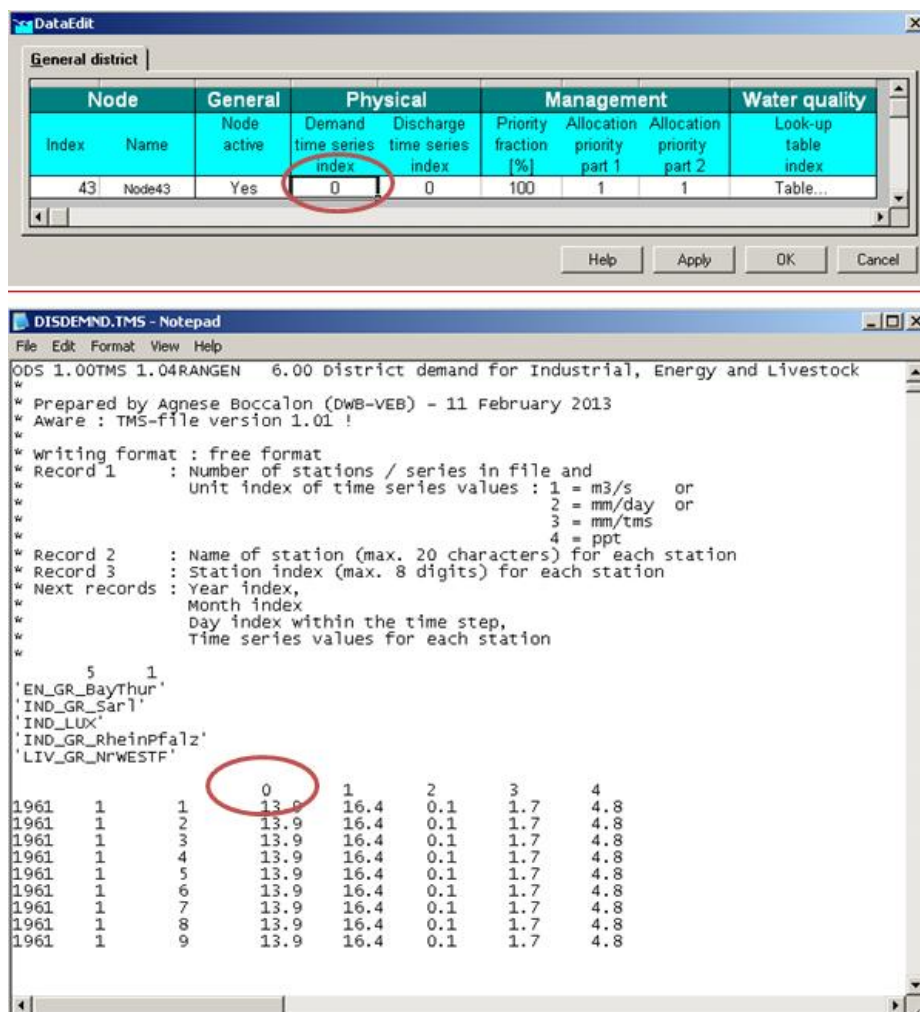 DataEdit
General district
Node General Physical Management Water quality
Index Name Node active Demand time series index Discharge time series index Priority fraction [%] Allocation priority part 1 Allocation priority part 2 Look-up table index
43 Node43 Yes 0 0 100 1 1 Table...
Help Apply OK Cancel
DISDEMND.TMS - Notepad
File Edit Format View Help
ODS 1.00TMS 1.04RANGEN 6.00 District demand for Industrial, Energy and Livestock
*
* Prepared by Agnese Boccalon (DWB-VEB) - 11 February 2013
* Aware : TMS-file version 1.01 !
*
* Writing format : free format
* Record 1 : Number of stations / series in file and
* Unit index of time series values : 1 = m3/s or
* 2 = mm/day or
* 3 = mm/tms
* 4 = ppt
* Record 2 : Name of station (max. 20 characters) for each station
* Record 3 : Station index (max. 8 digits) for each station
* Next records : Year index,
* Month index
* Day index within the time step,
* Time series values for each station
*
5 1
'EN_GR_BayThur'
'IND_GR_Sarl'
'IND_LUX'
'IND_GR_RheinPfalz'
'LIV_GR_NrWESTF'
0 1 2 3 4
1961 1 1 13.9 16.4 0.1 1.7 4.8
1961 1 2 13.9 16.4 0.1 1.7 4.8
1961 1 3 13.9 16.4 0.1 1.7 4.8
1961 1 4 13.9 16.4 0.1 1.7 4.8
1961 1 5 13.9 16.4 0.1 1.7 4.8
1961 1 6 13.9 16.4 0.1 1.7 4.8
1961 1 7 13.9 16.4 0.1 1.7 4.8
1961 1 8 13.9 16.4 0.1 1.7 4.8
1961 1 9 13.9 16.4 0.1 1.7 4.8